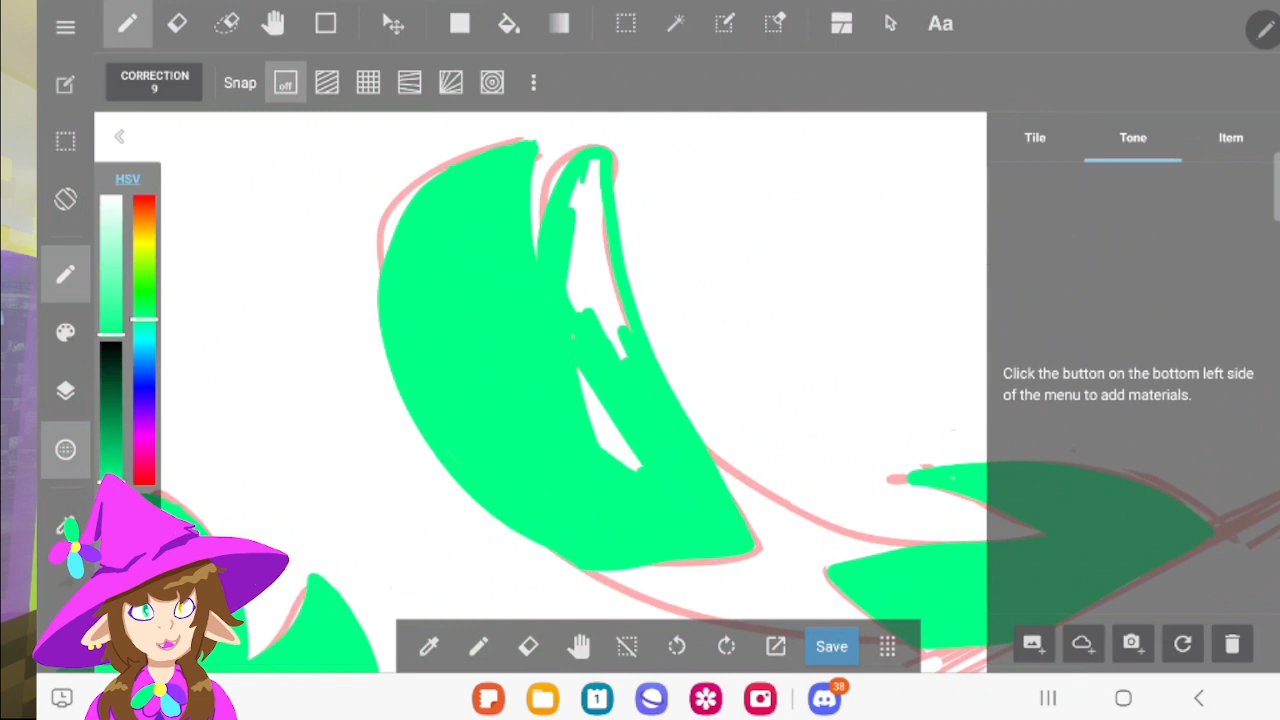 Aa
CORRECTION
9
Snap
off
HSV
Tile
Tone
Item
Click the button on the bottom left side
of the menu to add materials.
Save
1
38